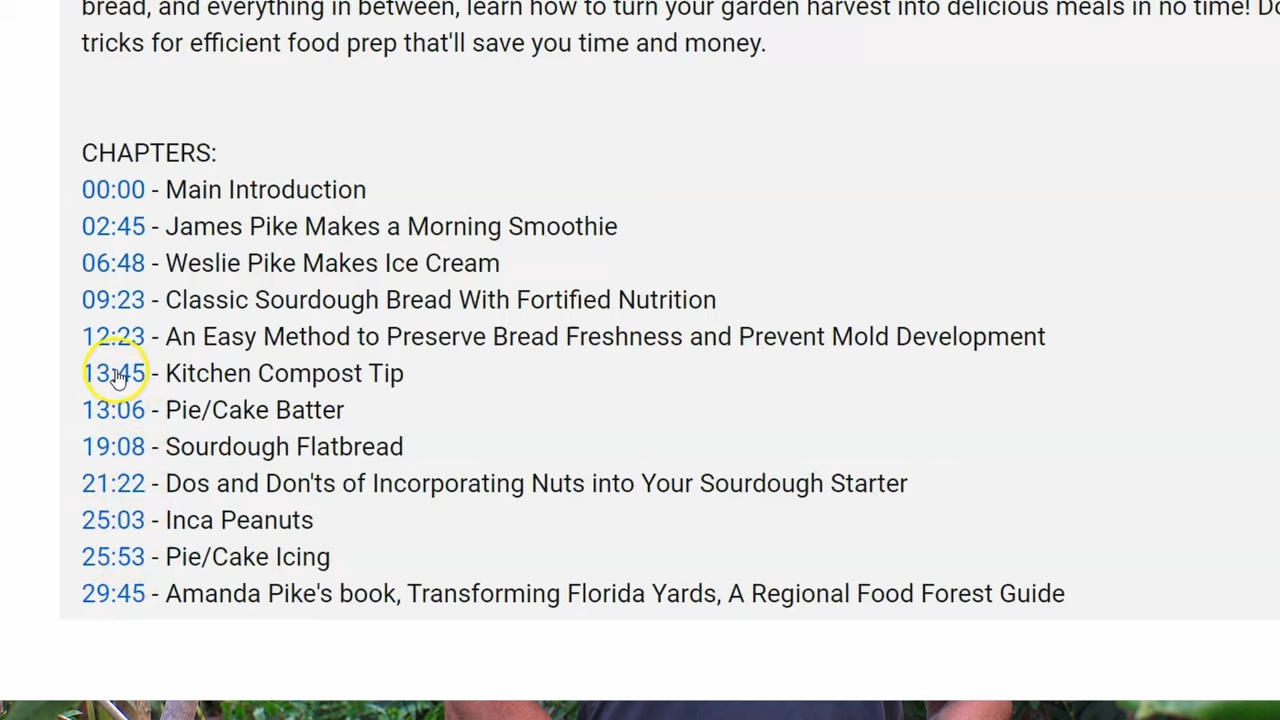 bread, and everything in between, learn how to turn your garden harvest into delicious meals in no time!
tricks for efficient food prep that'll save you time and money.
CHAPTERS:
00:00 - Main Introduction
02:45 - James Pike Makes a Morning Smoothie
06:48 - Weslie Pike Makes Ice Cream
09:23 - Classic Sourdough Bread With Fortified Nutrition
12:23 - An Easy Method to Preserve Bread Freshness and Prevent Mold Development
13:45 - Kitchen Compost Tip
13:06 - Pie/Cake Batter
19:08 - Sourdough Flatbread
21:22 - Dos and Don'ts of Incorporating Nuts into Your Sourdough Starter
25:03 - Inca Peanuts
25:53 - Pie/Cake Icing
29:45 - Amanda Pike's book, Transforming Florida Yards, A Regional Food Forest Guide